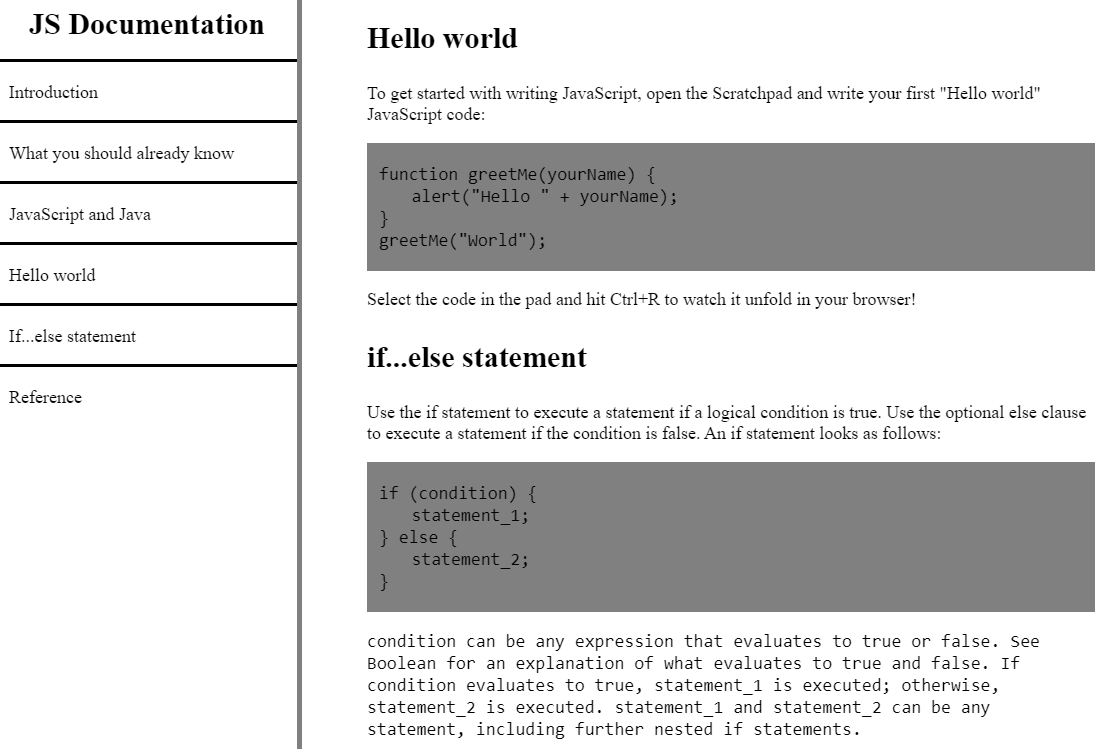 JS Documentation
Introduction
What you should already know
JavaScript and Java
Hello world
If...else statement
Reference
Hello world
To get started with writing JavaScript, open the Scratchpad and write your first "Hello world"
JavaScript code:
function greetMe(yourName) {
alert("Hello " + yourName);
}
greetMe("World");
Select the code in the pad and hit Ctrl+R to watch it unfold in your browser!
if...else statement
Use the if statement to execute a statement if a logical condition is true. Use the optional else clause
to execute a statement if the condition is false. An if statement looks as follows:
if (condition) {
statement_1;
} else {
statement_2;
}
condition can be any expression that evaluates to true or false. See
Boolean for an explanation of what evaluates to true and false. If
condition evaluates to true, statement_1 is executed; otherwise,
statement_2 is executed. statement_1 and statement_2 can be any
statement, including further nested if statements.